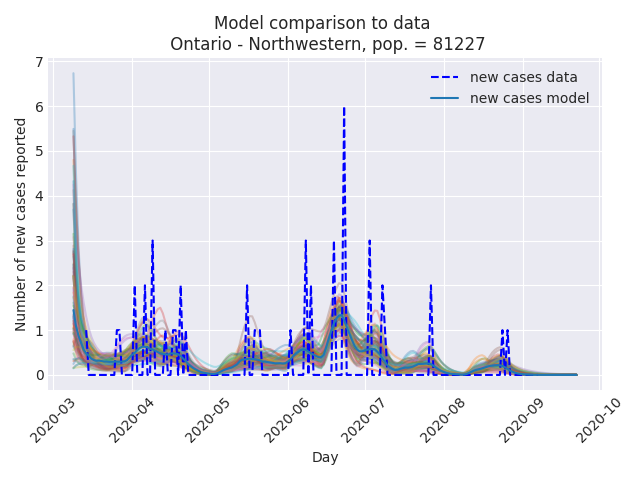 Model comparison to data
Ontario - Northwestern, pop. = 81227
new cases data
new cases model
Number of new cases reported
7
6
5
4
3
2
1
0
2020-03
2020-04
2020-05
2020-06
2020-07
2020-08
2020-09
2020-10
Day